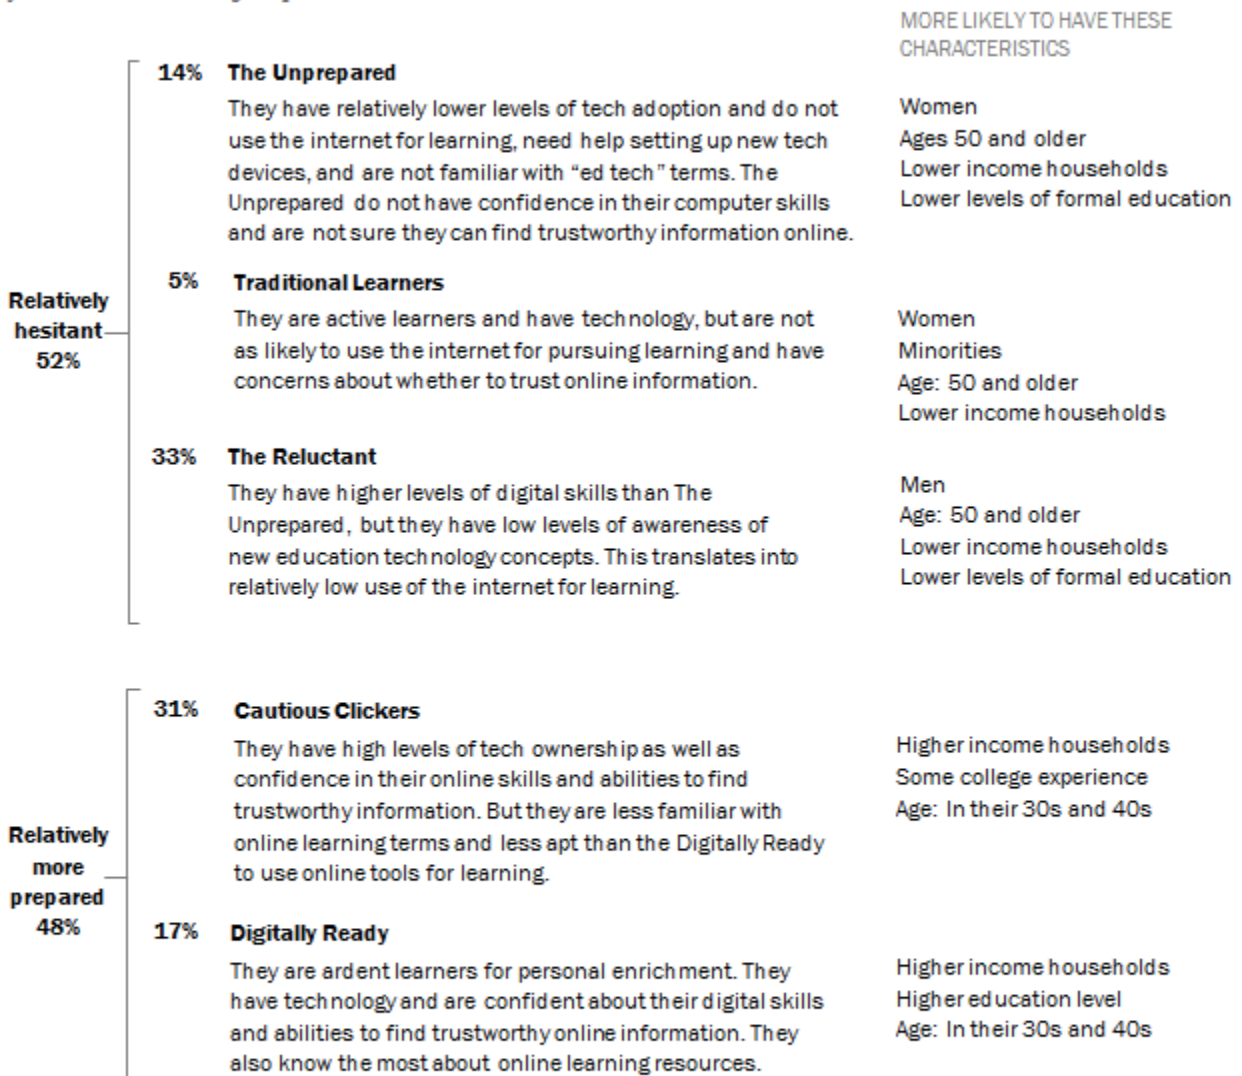 MORE LIKELY TO HAVE THESE
CHARACTERISTICS
14% The Unprepared
They have relatively lower levels of tech adoption and do not
use the internet for learning, need help setting up new tech
devices, and are not familiar with “ed tech” terms. The
Unprepared do not have confidence in their computer skills
and are not sure they can find trustworthy information online.
Women
Ages 50 and older
Lower income households
Lower levels of formal education
Relatively
hesitant
52%
5% Traditional Learners
They are active learners and have technology, but are not
as likely to use the internet for pursuing learning and have
concerns about whether to trust online information.
Women
Minorities
Age: 50 and older
Lower income households
33% The Reluctant
They have higher levels of digital skills than The
Unprepared, but they have low levels of awareness of
new education technology concepts. This translates into
relatively low use of the internet for learning.
Men
Age: 50 and older
Lower income households
Lower levels of formal education
31% Cautious Clickers
They have high levels of tech ownership as well as
confidence in their online skills and abilities to find
trustworthy information. But they are less familiar with
online learning terms and less apt than the Digitally Ready
to use online tools for learning.
Higher income households
Some college experience
Age: In their 30s and 40s
Relatively
more
prepared
48%
17% Digitally Ready
They are ardent learners for personal enrichment. They
have technology and are confident about their digital skills
and abilities to find trustworthy online information. They
also know the most about online learning resources.
Higher income households
Higher education level
Age: In their 30s and 40s